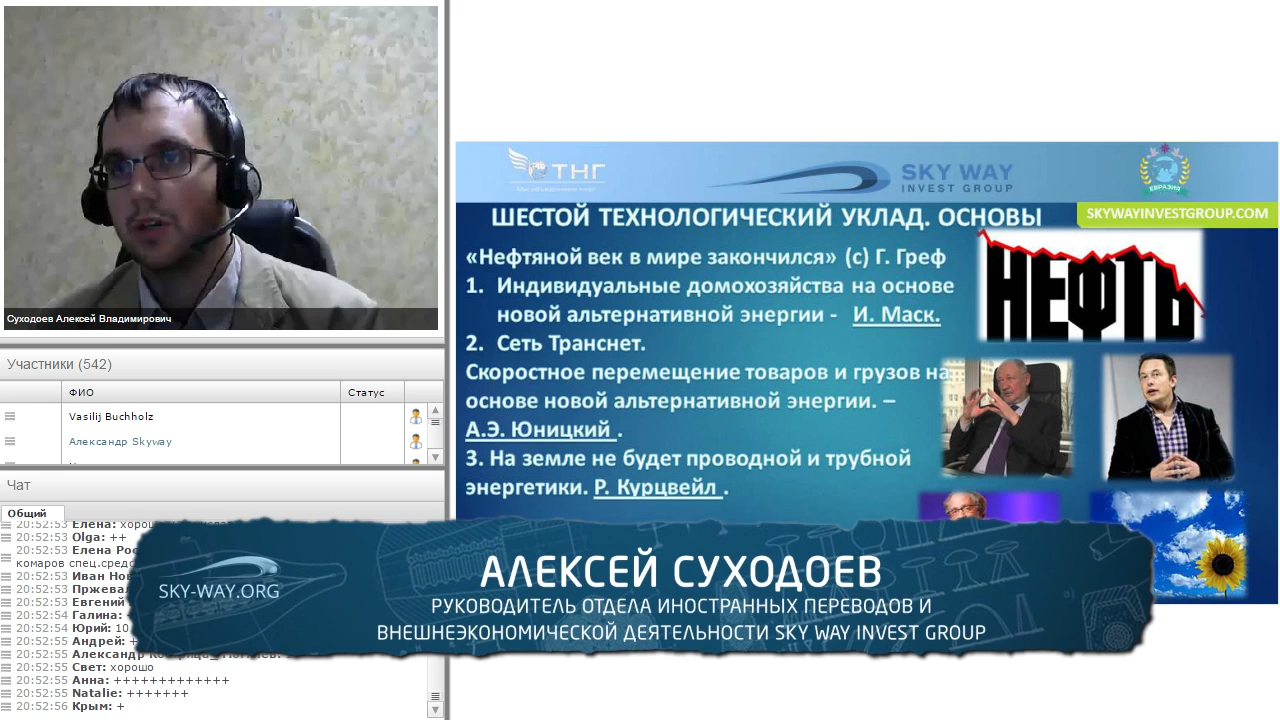 Суходоев Алексей Владимирович
Участники (542)
ФИО
Статус
Vasilij Buchholz
Александр Skyway
Чат
Общий
20:52:53 Елена:
20:52:53 Olga: ++
20:52:53 Елена
комаров
20:52:53 Иван
20:52:53
20:52:53 Евгений
20:52:54 Галина:
20:52:54 Юрий: 10
20:52:55 Андрей: +
20:52:55 Александр
20:52:55 Свет: хорошо
20:52:55 Анна: +++++++++++++
20:52:55 Natalie: +++++++
20:52:56 Крым: +
ТНГ
SKY WAY
INVEST GROUP
ЕВРАЗИЯ
SKYWAYINVESTGROUP.COM
ШЕСТОЙ ТЕХНОЛОГИЧЕСКИЙ УКЛАД. ОСНОВЫ
«Нефтяной век в мире закончился» (с) Г. Греф
1. Индивидуальные домохозяйства на основе
новой альтернативной энергии - И. Маск.
2. Сеть Транснет.
Скоростное перемещение товаров и грузов на
основе новой альтернативной энергии. –
А.Э. Юницкий .
3. На земле не будет проводной и трубной
энергетики. Р. Курцвейл .
НЕФТЬ
SKY-WAY.ORG
АЛЕКСЕЙ СУХОДОЕВ
РУКОВОДИТЕЛЬ ОТДЕЛА ИНОСТРАННЫХ ПЕРЕВОДОВ И
ВНЕШНЕЭКОНОМИЧЕСКОЙ ДЕЯТЕЛЬНОСТИ SKY WAY INVEST GROUP